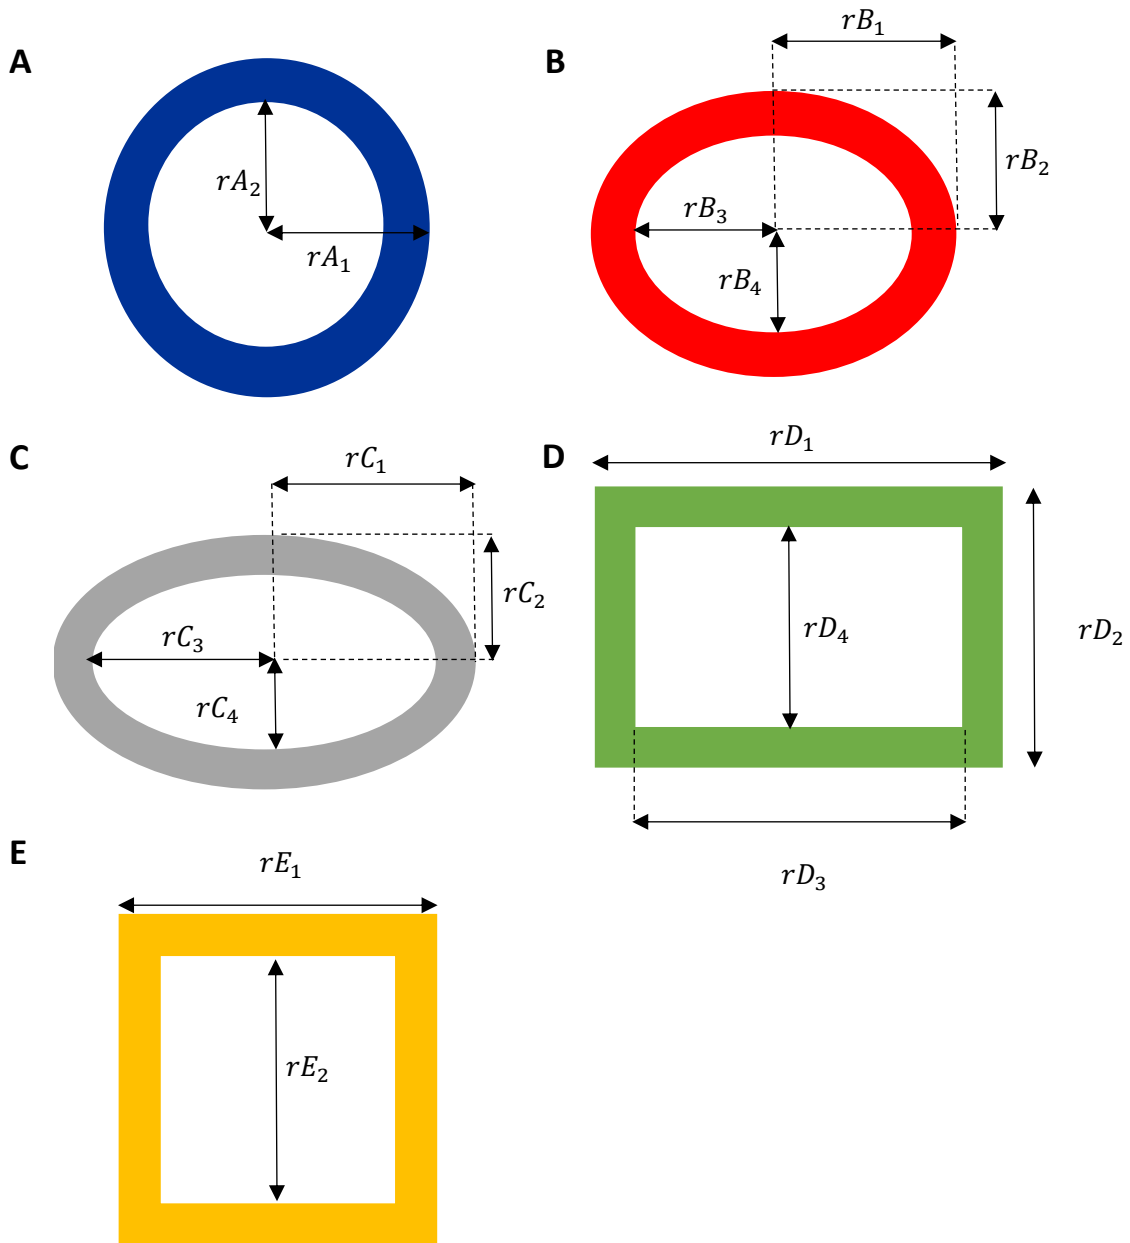 A
rA₂
rA₁
B
rB₁
rB₂
rB₃
rB₄
C
rC₁
rC₂
rC₃
rC₄
D
rD₁
rD₄
rD₂
rD₃
E
rE₁
rE₂